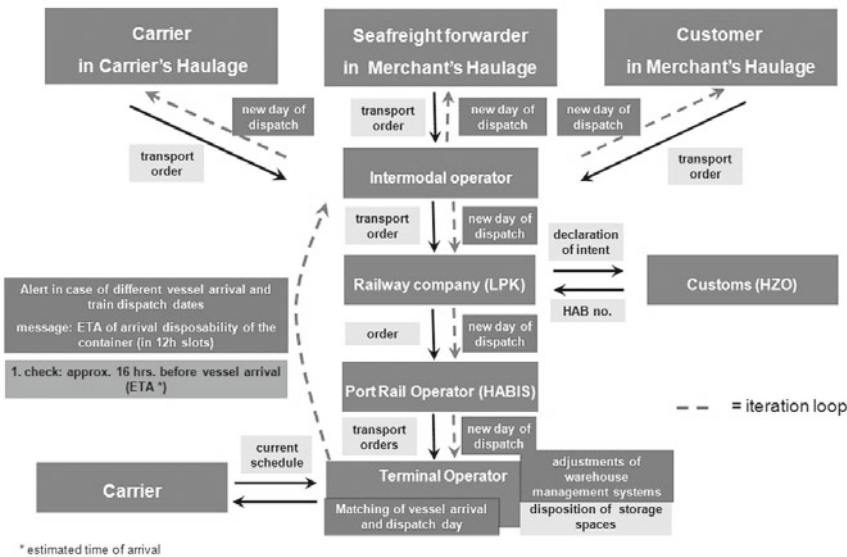 Carrier
in Carrier's Haulage
Seafreight forwarder
in Merchant's Haulage
Customer
in Merchant's Haulage
new day of
dispatch
transport
order
transport
order
new day of
dispatch
new day of
dispatch
transport
order
Intermodal operator
transport
order
new day of
dispatch
declaration
of intent
Alert in case of different vessel arrival and
train dispatch dates
message: ETA of arrival disposability of the
container (in 12h slots)
1. check: approx. 16 hrs. before vessel arrival
(ETA *)
Railway company (LPK)
Customs (HZO)
HAB no.
order
new day of
dispatch
Port Rail Operator (HABIS)
= iteration loop
transport
orders
new day of
dispatch
current
schedule
Carrier
Terminal Operator
adjustments of
warehouse
management systems
Matching of vessel arrival
and dispatch day
disposition of storage
spaces
* estimated time of arrival